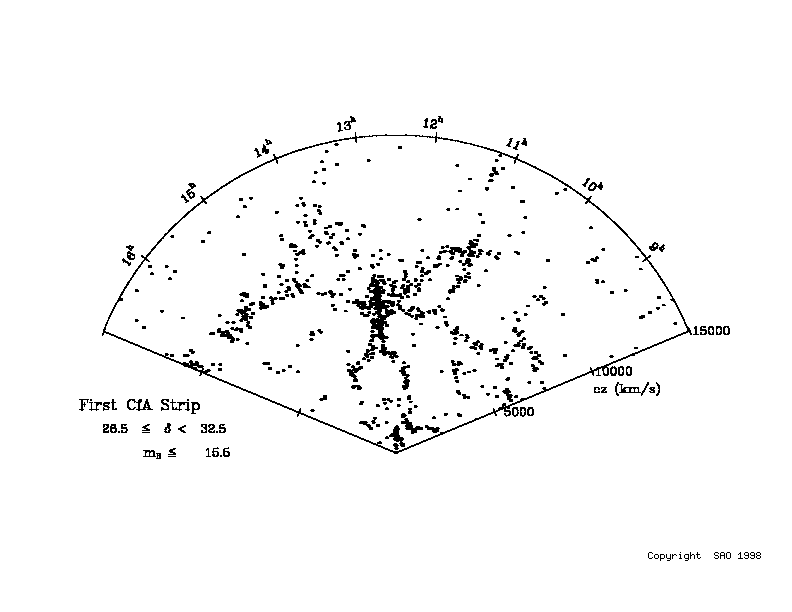 13ʰ 12ʰ
14ʰ 11ʰ
15ʰ 10ʰ
16ʰ 9ʰ
15000
10000
cz (km/s)
5000
First CfA Strip
26.5 ≤ δ < 32.5
m_B ≤ 15.5
Copyright SAO 1998